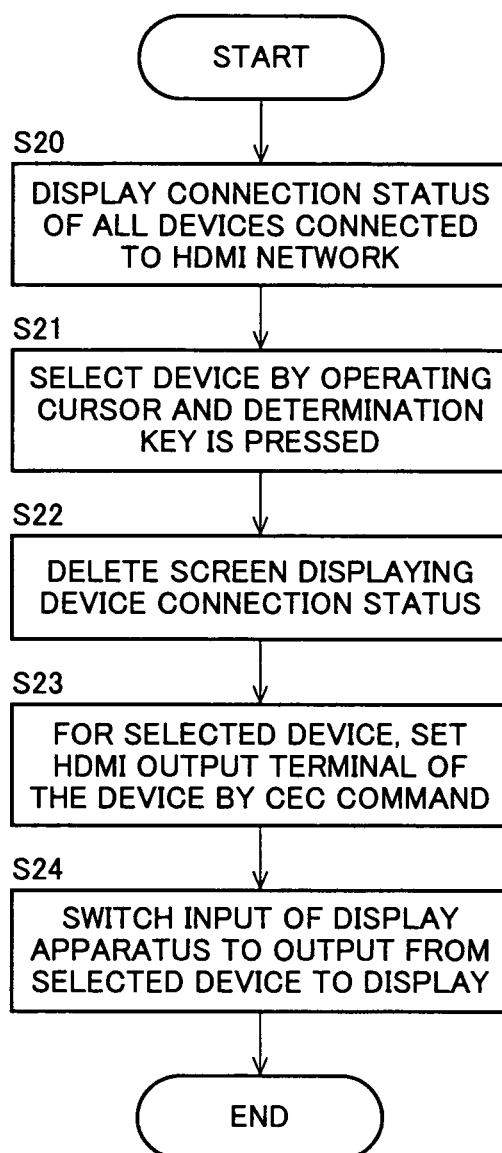 START
S20
DISPLAY CONNECTION STATUS
OF ALL DEVICES CONNECTED
TO HDMI NETWORK
S21
SELECT DEVICE BY OPERATING
CURSOR AND DETERMINATION
KEY IS PRESSED
S22
DELETE SCREEN DISPLAYING
DEVICE CONNECTION STATUS
S23
FOR SELECTED DEVICE, SET
HDMI OUTPUT TERMINAL OF
THE DEVICE BY CEC COMMAND
S24
SWITCH INPUT OF DISPLAY
APPARATUS TO OUTPUT FROM
SELECTED DEVICE TO DISPLAY
END